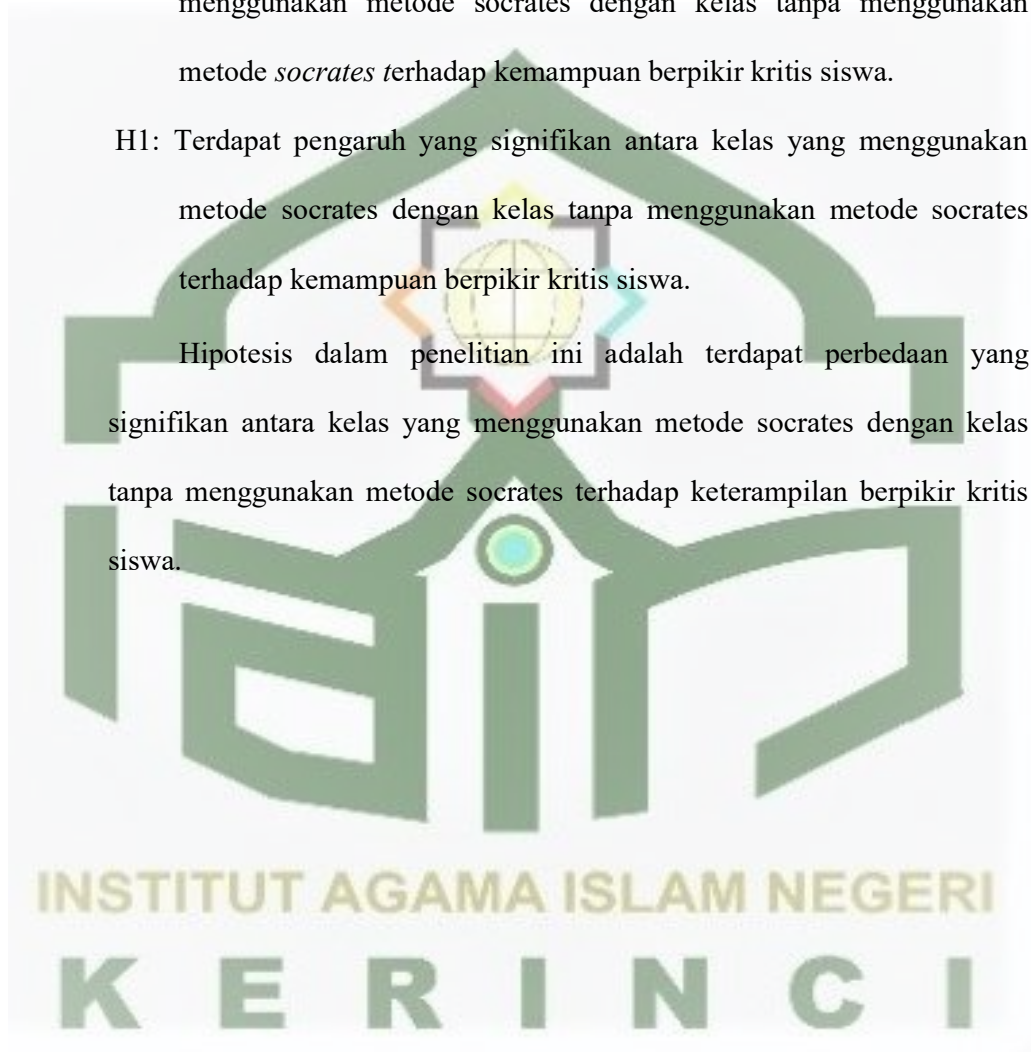 menggunakan metode socrates dengan kelas tanpa menggunakan
metode socrates terhadap kemampuan berpikir kritis siswa.
H1: Terdapat pengaruh yang signifikan antara kelas yang menggunakan
metode socrates dengan kelas tanpa menggunakan metode socrates
terhadap kemampuan berpikir kritis siswa.
Hipotesis dalam penelitian ini adalah terdapat perbedaan yang
signifikan antara kelas yang menggunakan metode socrates dengan kelas
tanpa menggunakan metode socrates terhadap keterampilan berpikir kritis
siswa.
iain
INSTITUT AGAMA ISLAM NEGERI
KERINCI